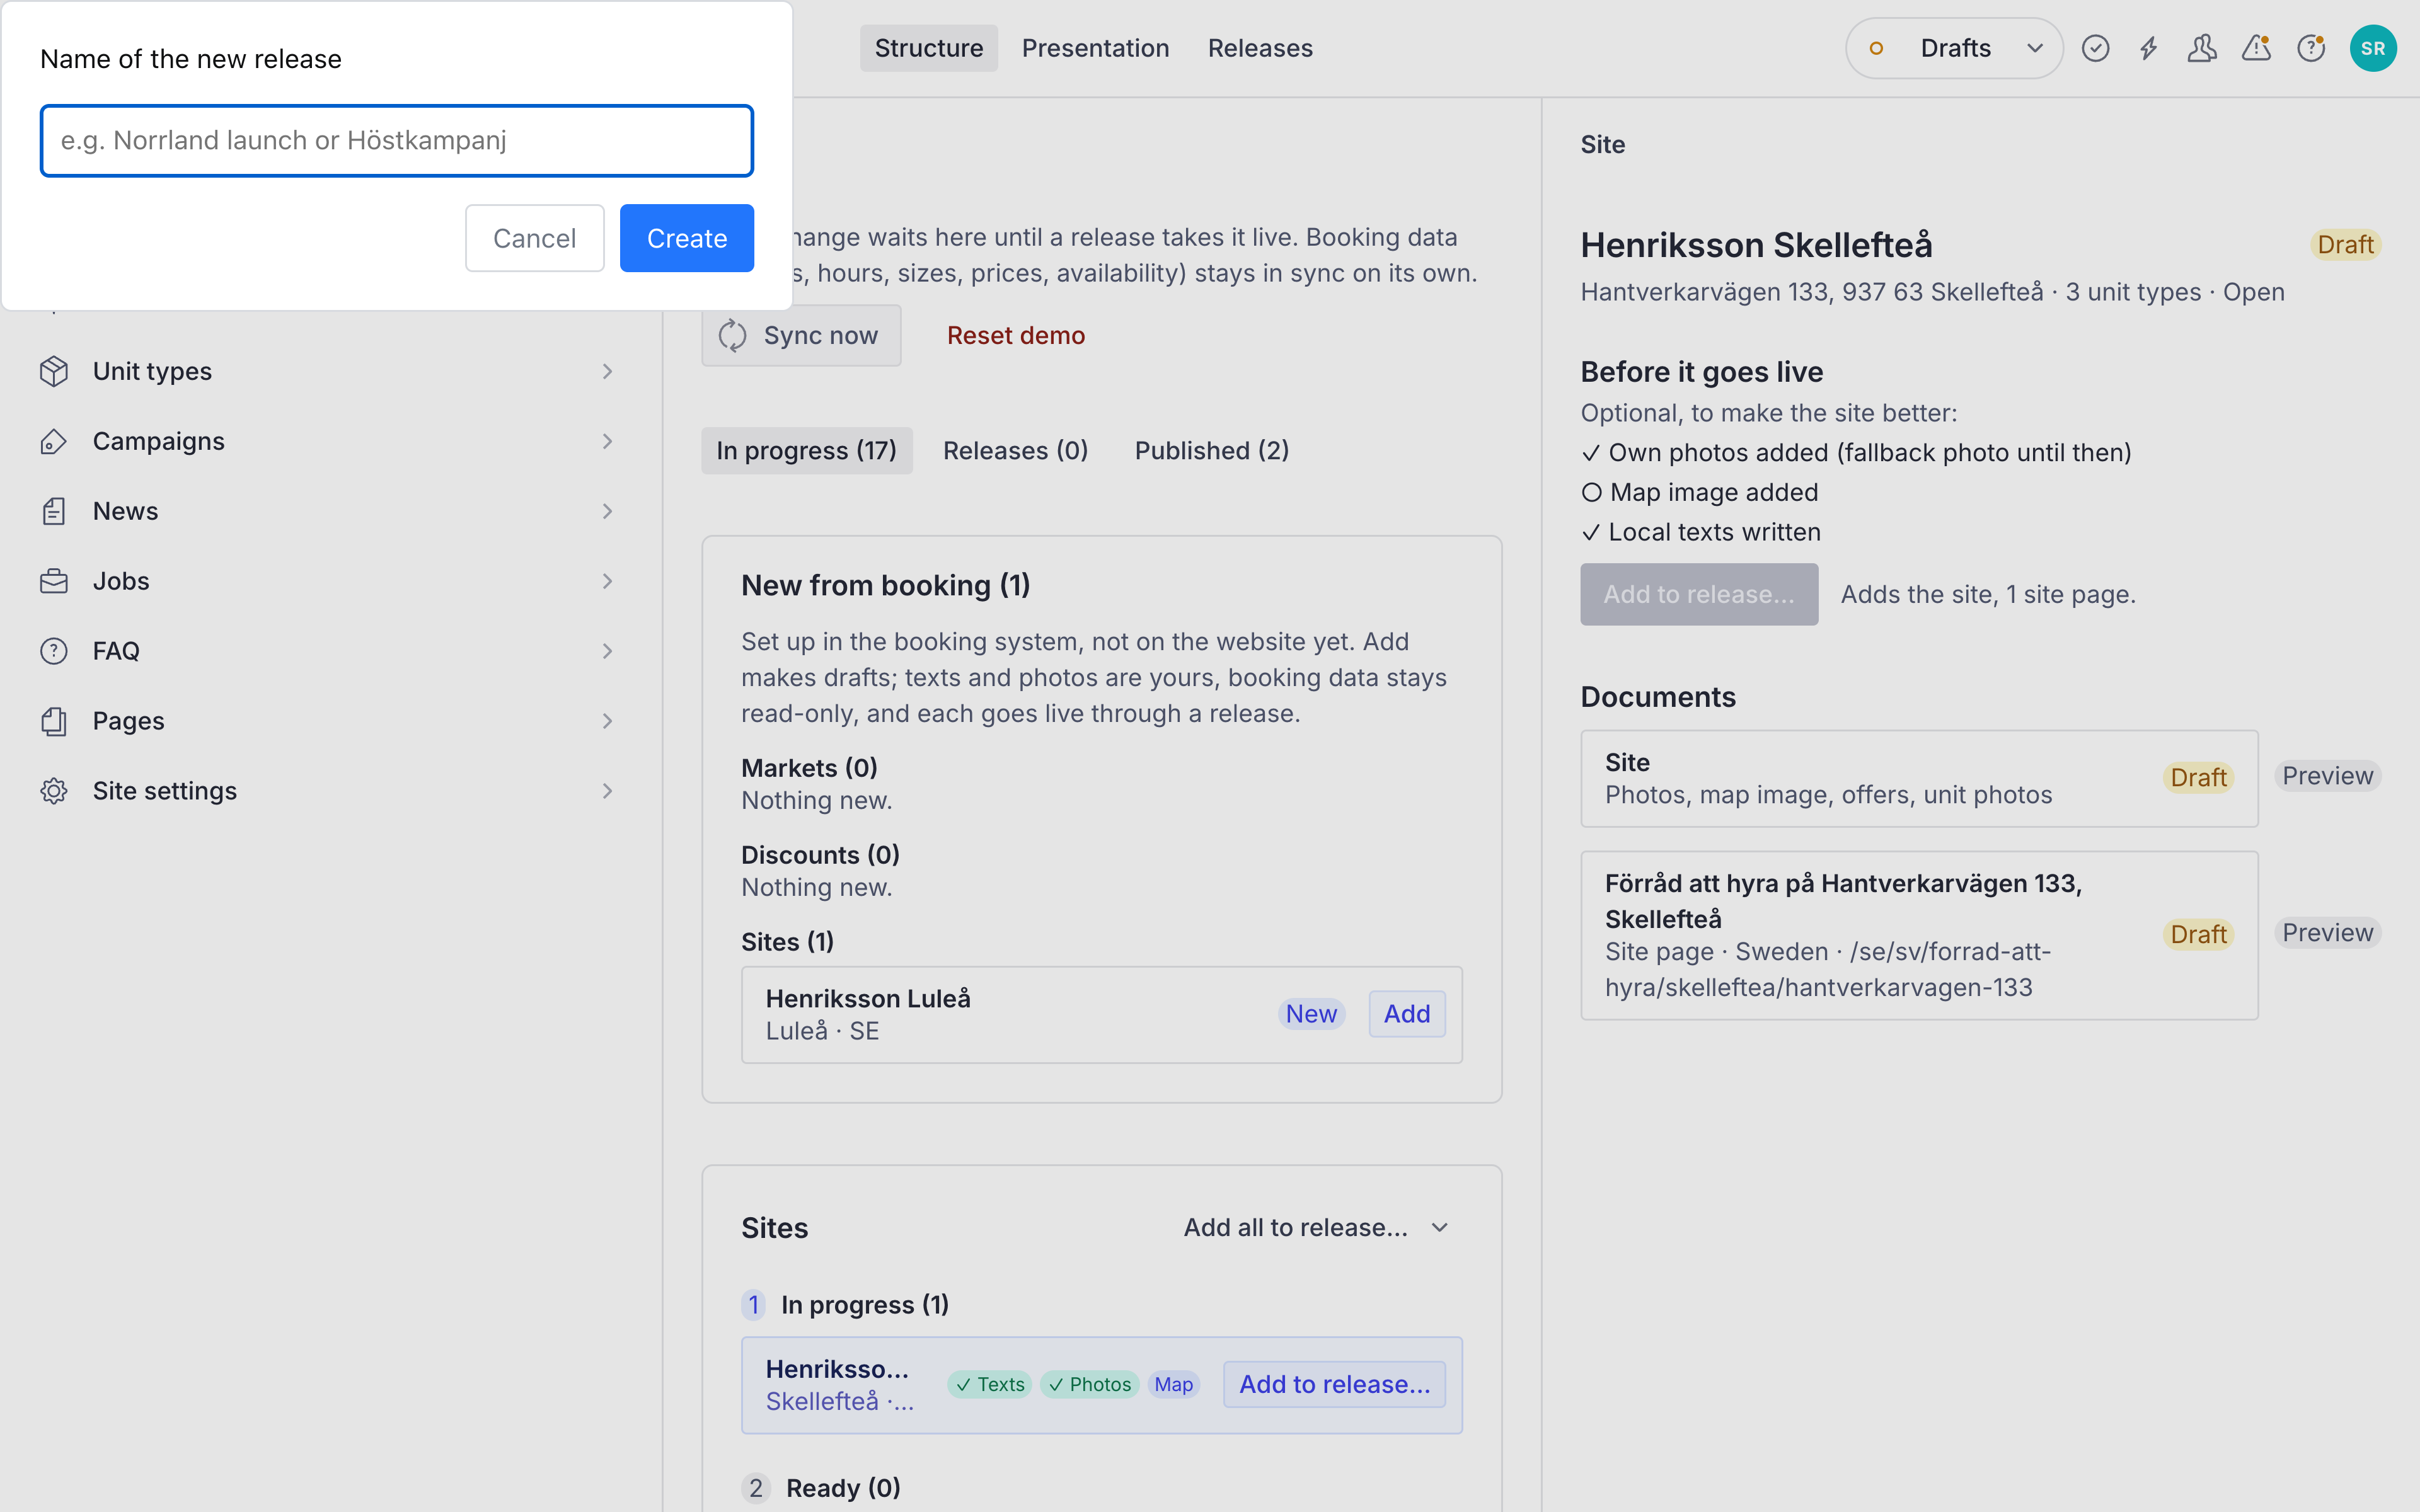 Name of the new release
e.g. Norrland launch or Höstkampanj
Cancel
Create
Structure
Presentation
Releases
Drafts
SR
Unit types
Campaigns
News
Jobs
FAQ
Pages
Site settings
waits here until a release takes it live. Booking data
hours, sizes, prices, availability) stays in sync on its own.
Sync now
Reset demo
In progress (17)
Releases (0)
Published (2)
New from booking (1)
Set up in the booking system, not on the website yet. Add
makes drafts; texts and photos are yours, booking data stays
read-only, and each goes live through a release.
Markets (0)
Nothing new.
Discounts (0)
Nothing new.
Sites (1)
Henriksson Luleå
Luleå · SE
New
Add
Sites
Add all to release...
1 In progress (1)
Henriksso...
Skellefteå ·...
✓ Texts
✓ Photos
Map
Add to release...
2 Ready (0)
Site
Henriksson Skellefteå
Draft
Hantverkarvägen 133, 937 63 Skellefteå · 3 unit types · Open
Before it goes live
Optional, to make the site better:
✓ Own photos added (fallback photo until then)
○ Map image added
✓ Local texts written
Add to release...
Adds the site, 1 site page.
Documents
Site
Photos, map image, offers, unit photos
Draft
Preview
Förråd att hyra på Hantverkarvägen 133,
Skellefteå
Site page · Sweden · /se/sv/forrad-att-
hyra/skelleftea/hantverkarvagen-133
Draft
Preview